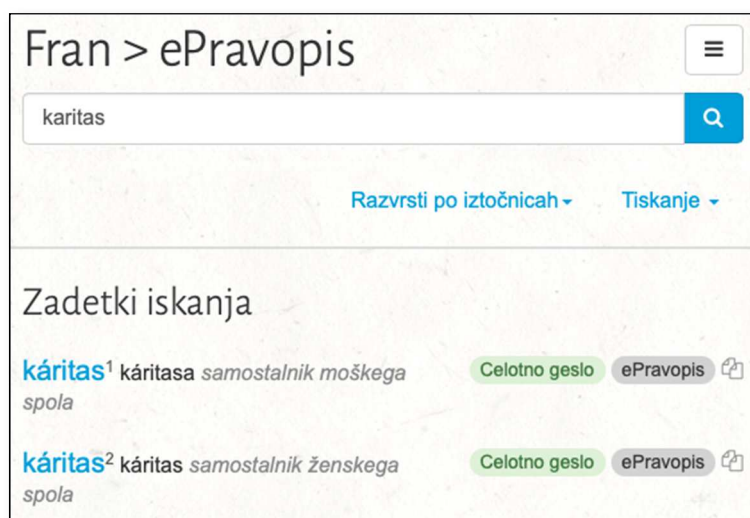 Fran > ePravopis
karitas
Razvrsti po iztočnicah Tiskanje
Zadetki iskanja
káritas¹ káritasa samostalnik moškega Celotno geslo ePravopis
spola
káritas² káritas samostalnik ženskega Celotno geslo ePravopis
spola